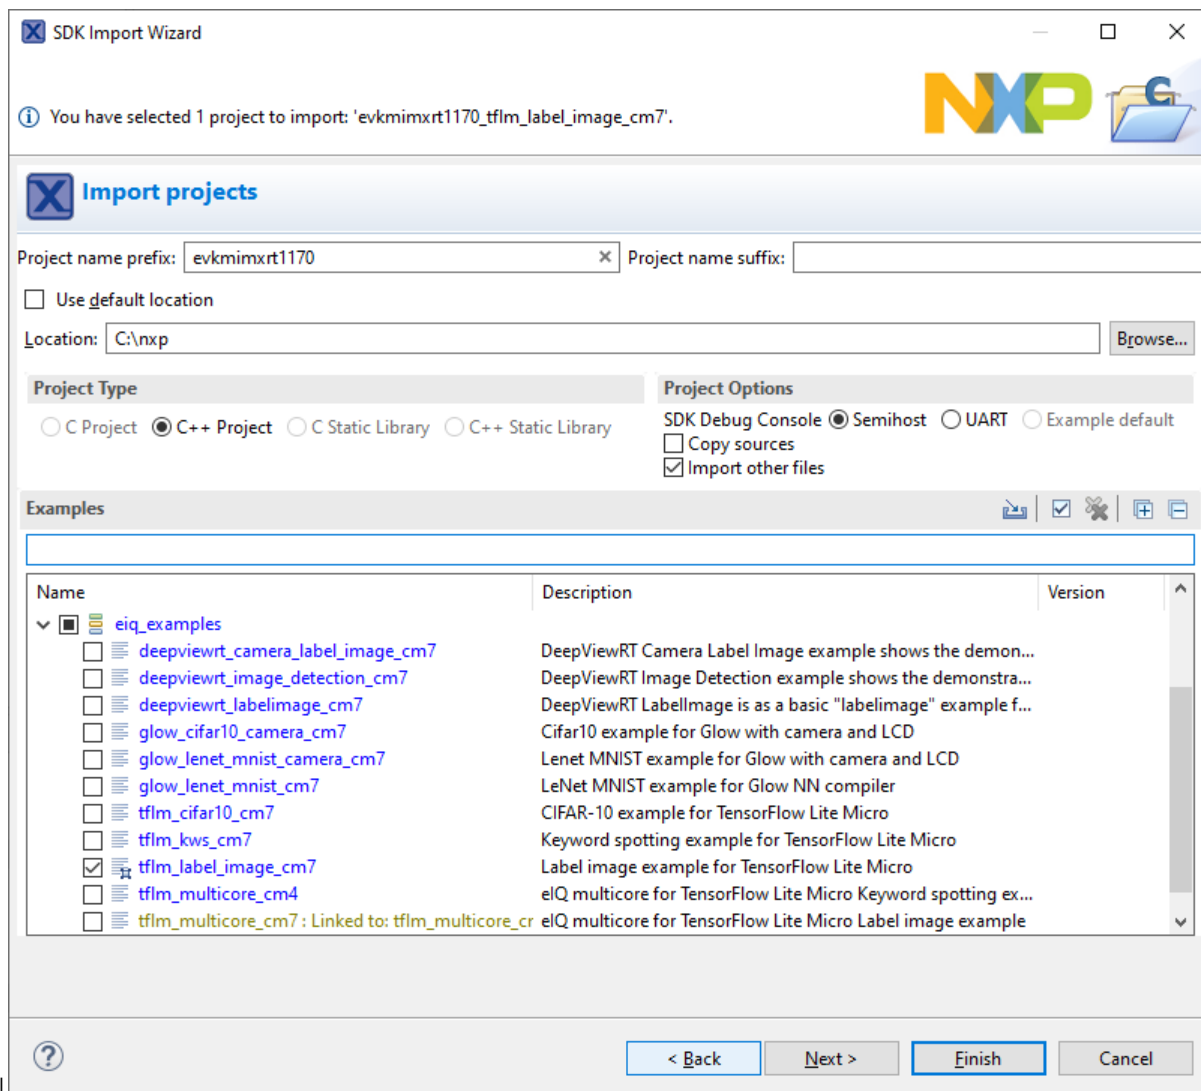 SDK Import Wizard
You have selected 1 project to import: 'evkmimxrt1170_tflm_label_image_cm7'.
NXP
Import projects
Project name prefix: evkmimxrt1170 Project name suffix:
Use default location
Location: C:\nxp Browse...
Project Type Project Options
C Project C++ Project C Static Library C++ Static Library SDK Debug Console Semihost UART Example default
Copy sources
Import other files
Examples
Name Description Version
eiq_examples
deepviewrt_camera_label_image_cm7 DeepViewRT Camera Label Image example shows the demon...
deepviewrt_image_detection_cm7 DeepViewRT Image Detection example shows the demonstra...
deepviewrt_labelimage_cm7 DeepViewRT LabelImage is as a basic "labelimage" example f...
glow_cifar10_camera_cm7 Cifar10 example for Glow with camera and LCD
glow_lenet_mnist_camera_cm7 Lenet MNIST example for Glow with camera and LCD
glow_lenet_mnist_cm7 LeNet MNIST example for Glow NN compiler
tflm_cifar10_cm7 CIFAR-10 example for TensorFlow Lite Micro
tflm_kws_cm7 Keyword spotting example for TensorFlow Lite Micro
tflm_label_image_cm7 Label image example for TensorFlow Lite Micro
tflm_multicore_cm4 eIQ multicore for TensorFlow Lite Micro Keyword spotting ex...
tflm_multicore_cm7 : Linked to: tflm_multicore_cr eIQ multicore for TensorFlow Lite Micro Label image example
< Back Next > Finish Cancel